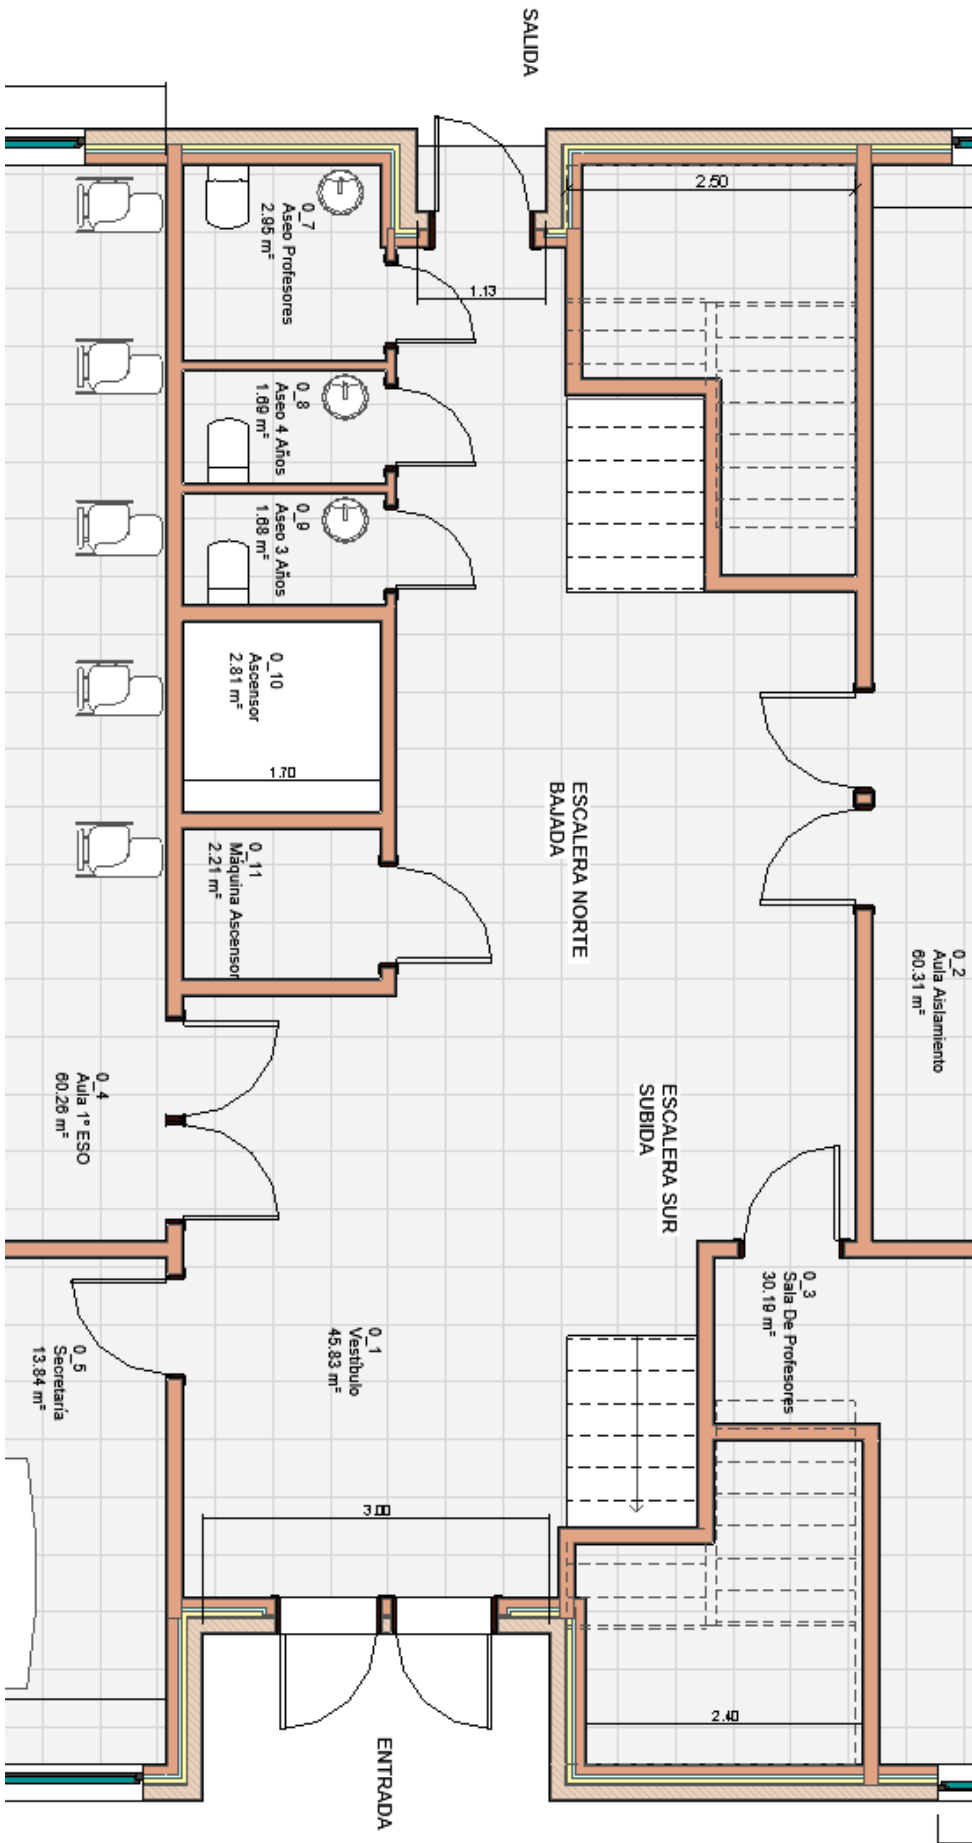 SALIDA
2.50
1.13
0_7
Aseo Profesores
2.95 m²
0_8
Aseo 4 Años
1.69 m²
0_9
Aseo 3 Años
1.68 m²
0_10
Ascensor
2.81 m²
1.70
ESCALERA NORTE
BAJADA
0_11
Máquina Ascensor
2.21 m²
0_2
Aula Aislamiento
60.31 m²
0_4
Aula 1º ESO
60.26 m²
ESCALERA SUR
SUBIDA
0_3
Sala De Profesores
30.19 m²
0_1
Vestíbulo
45.83 m²
0_5
Secretaría
13.84 m²
3.00
2.40
ENTRADA